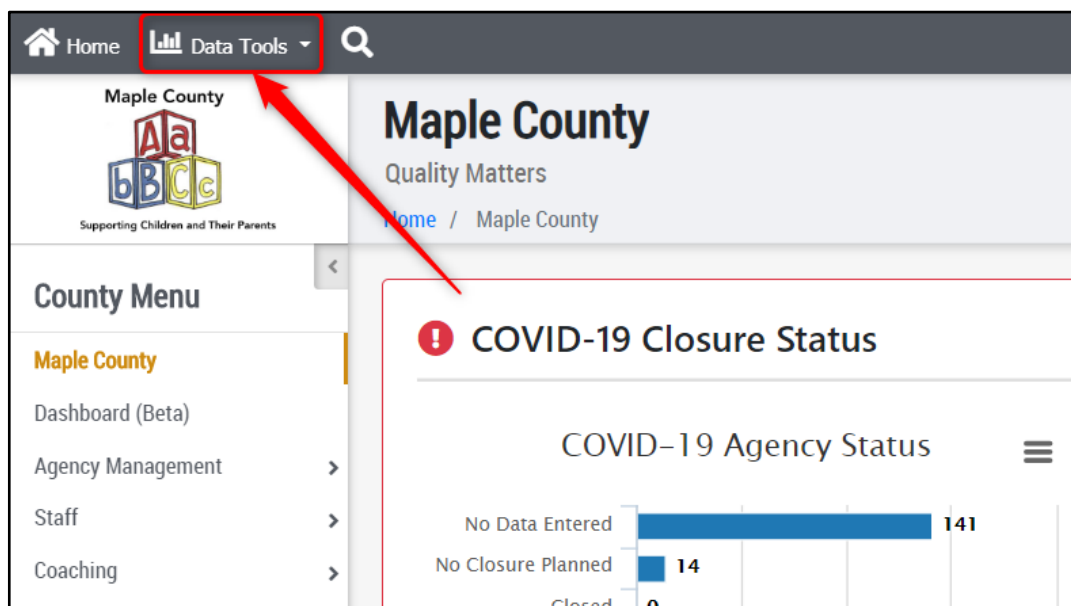 Home Data Tools
Maple County
Aa
bBCc
Supporting Children and Their Parents
Maple County
Quality Matters
Home / Maple County
County Menu
Maple County
Dashboard (Beta)
Agency Management
Staff
Coaching
COVID-19 Closure Status
COVID-19 Agency Status
No Data Entered 141
No Closure Planned 14
Closed 0